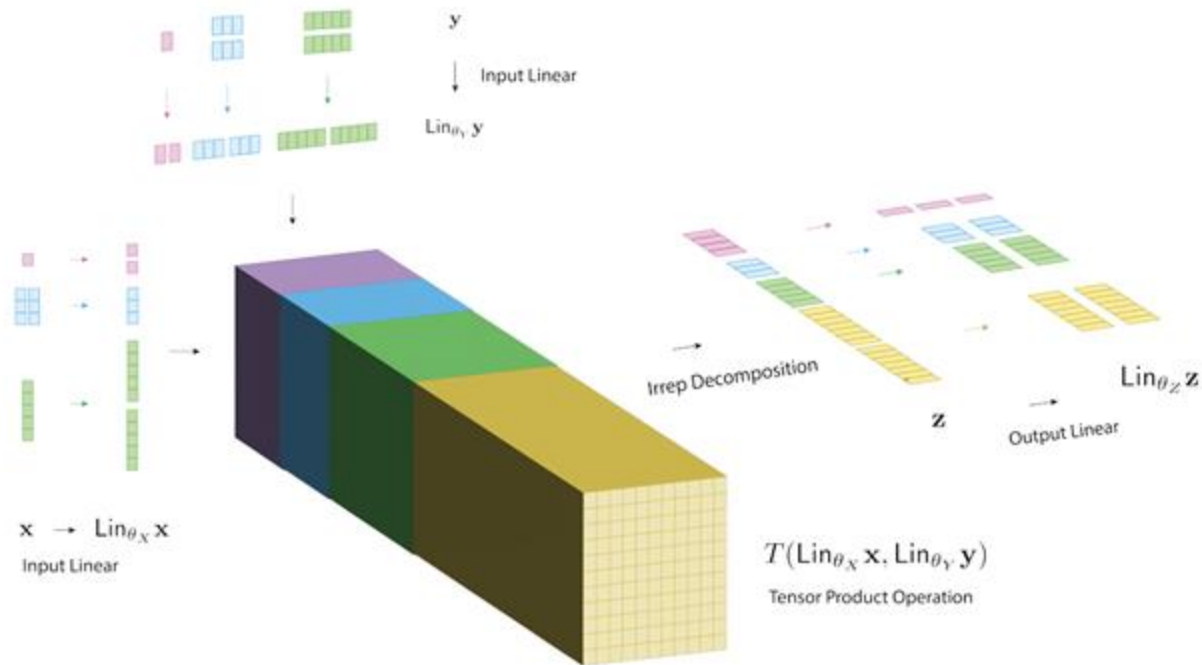 y
Input Linear
Lin_{θ_Y} y
Irrep Decomposition
z
Output Linear
Lin_{θ_Z} z
x → Lin_{θ_X} x
Input Linear
T(Lin_{θ_X} x, Lin_{θ_Y} y)
Tensor Product Operation